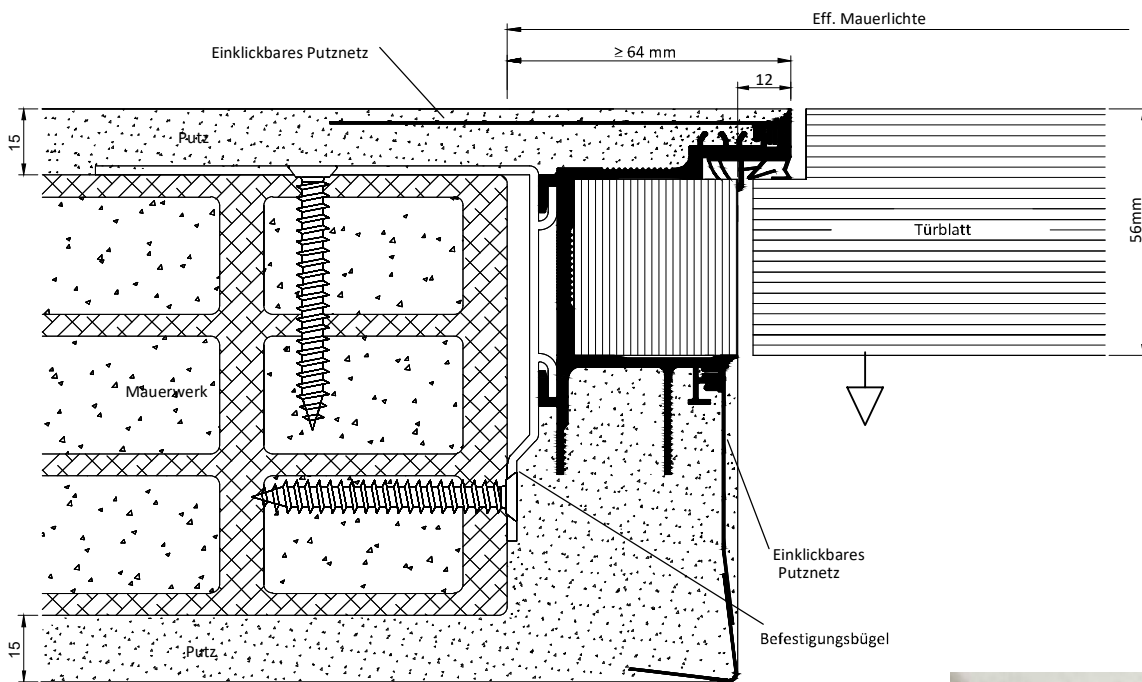 Eff. Mauerlichte
Einklickbares Putznetz
≥ 64 mm
12
15
Putz
Türblatt
56mm
Mauerwerk
Einklickbares
Putznetz
Befestigungsbügel
15
Putz